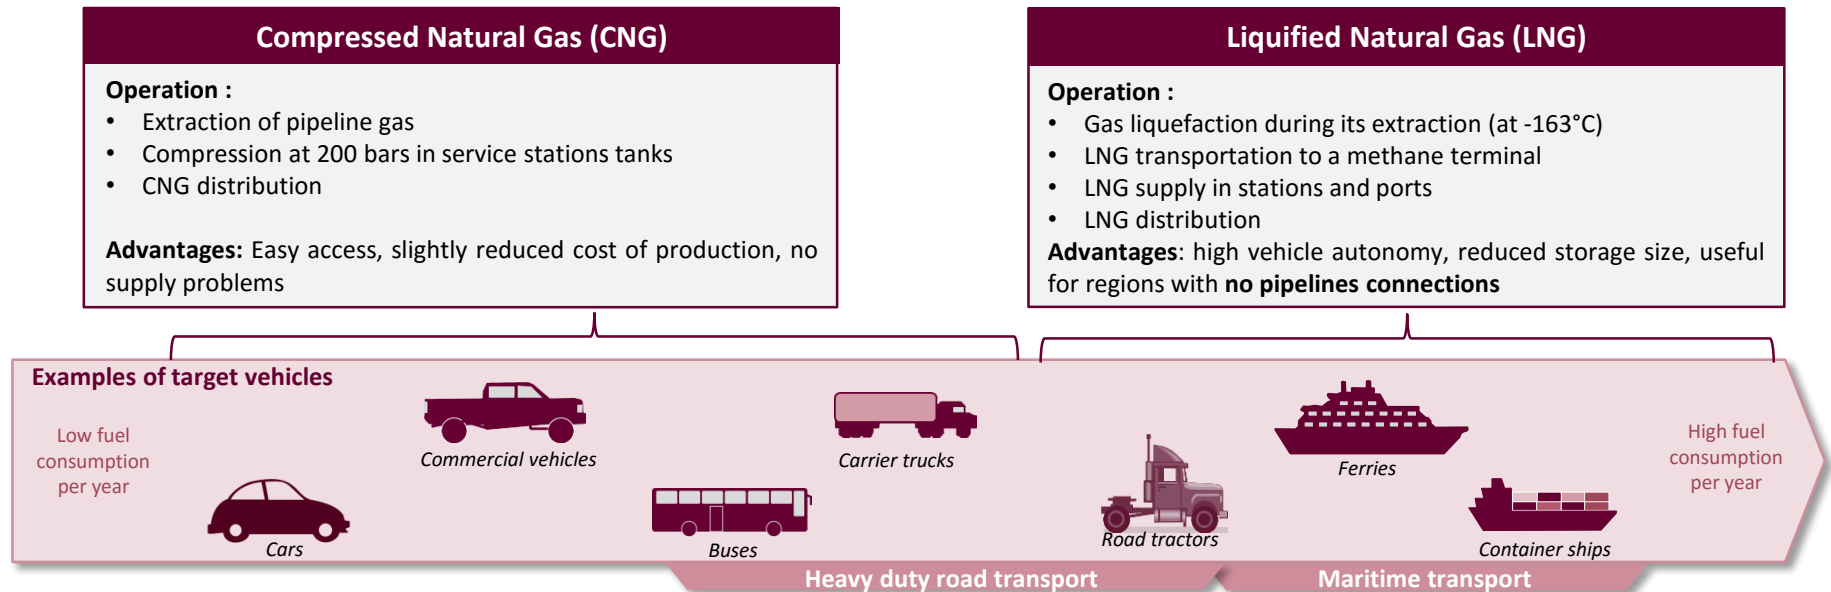 Compressed Natural Gas (CNG)
Operation :
• Extraction of pipeline gas
• Compression at 200 bars in service stations tanks
• CNG distribution
Advantages: Easy access, slightly reduced cost of production, no
supply problems
Liquified Natural Gas (LNG)
Operation :
• Gas liquefaction during its extraction (at -163°C)
• LNG transportation to a methane terminal
• LNG supply in stations and ports
• LNG distribution
Advantages: high vehicle autonomy, reduced storage size, useful
for regions with no pipelines connections
Examples of target vehicles
Low fuel
consumption
per year
Cars
Commercial vehicles
Buses
Carrier trucks
Road tractors
Ferries
Container ships
High fuel
consumption
per year
Heavy duty road transport
Maritime transport